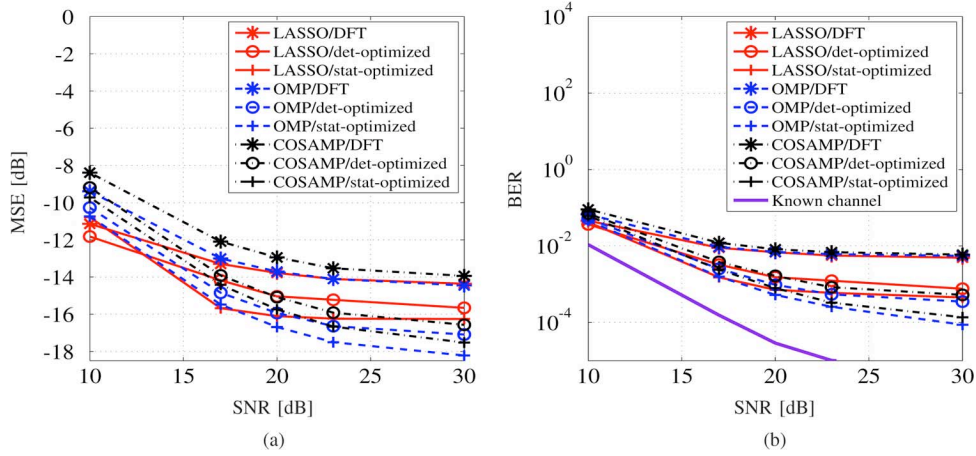 0
-2
-4
-6
-8
-10
-12
-14
-16
-18
MSE [dB]
10
15
20
25
30
SNR [dB]
(a)
LASSO/DFT
LASSO/det-optimized
LASSO/stat-optimized
OMP/DFT
OMP/det-optimized
OMP/stat-optimized
COSAMP/DFT
COSAMP/det-optimized
COSAMP/stat-optimized
10^4
10^2
10^0
10^-2
10^-4
BER
10
15
20
25
30
SNR [dB]
(b)
LASSO/DFT
LASSO/det-optimized
LASSO/stat-optimized
OMP/DFT
OMP/det-optimized
OMP/stat-optimized
COSAMP/DFT
COSAMP/det-optimized
COSAMP/stat-optimized
Known channel